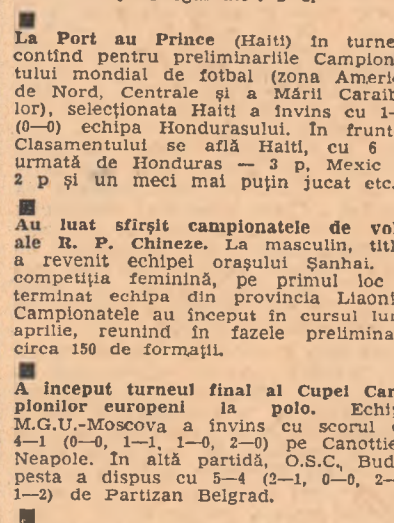 La Port au Prince (Haiti) în turne
contînd pentru preliminariile Campion
tului mondial de fotbal (zona Ameri
de Nord, Centrale și a Mării Caraib
lor), selecționata Haiti a învins cu 1-
(0—0) echipa Hondurasului. În frunt
Clasamentului se află Haiti, cu 6
urmată de Honduras — 3 p, Mexic
2 p și un meci mai puțin jucat etc.
Au luat sfîrșit campionatele de vol
ale R. P. Chineze. La masculin, titl
a revenit echipei orașului Șanhai.
competiția feminină, pe primul loc
terminat echipa din provincia Liaoni
Campionatele au început în cursul lun
aprilie, reunind în fazele prelimina
circa 150 de formații.
A început turneul final al Cupei Cam
pionilor europeni la polo. Echip
M.G.U.-Moscova a învins cu scorul
4—1 (0—0, 1—1, 1—0, 2—0) pe Canottie
Neapole. În altă partidă, O.S.C., Bud
pesta a dispus cu 5—4 (2—1, 0—0, 2—
1—2) de Partizan Belgrad.